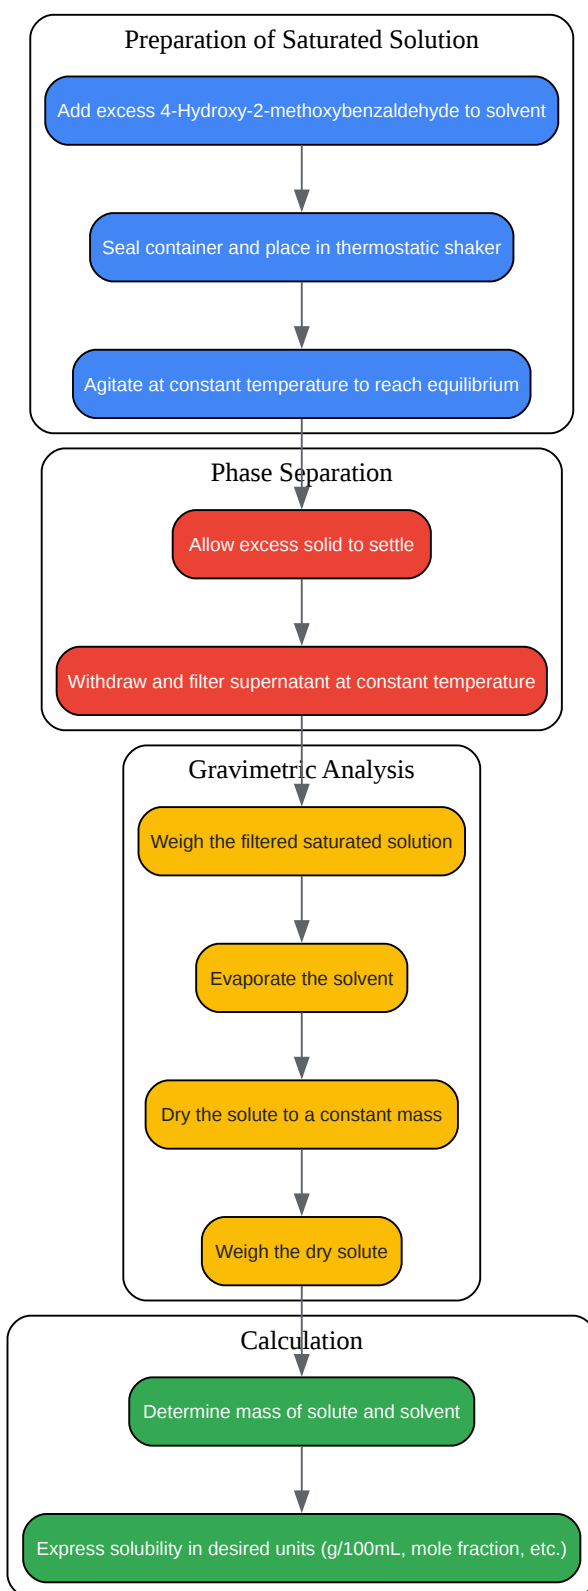 Preparation of Saturated Solution
Add excess 4-Hydroxy-2-methoxybenzaldehyde to solvent
Seal container and place in thermostatic shaker
Agitate at constant temperature to reach equilibrium
Phase Separation
Allow excess solid to settle
Withdraw and filter supernatant at constant temperature
Gravimetric Analysis
Weigh the filtered saturated solution
Evaporate the solvent
Dry the solute to a constant mass
Weigh the dry solute
Calculation
Determine mass of solute and solvent
Express solubility in desired units (g/100mL, mole fraction, etc.)